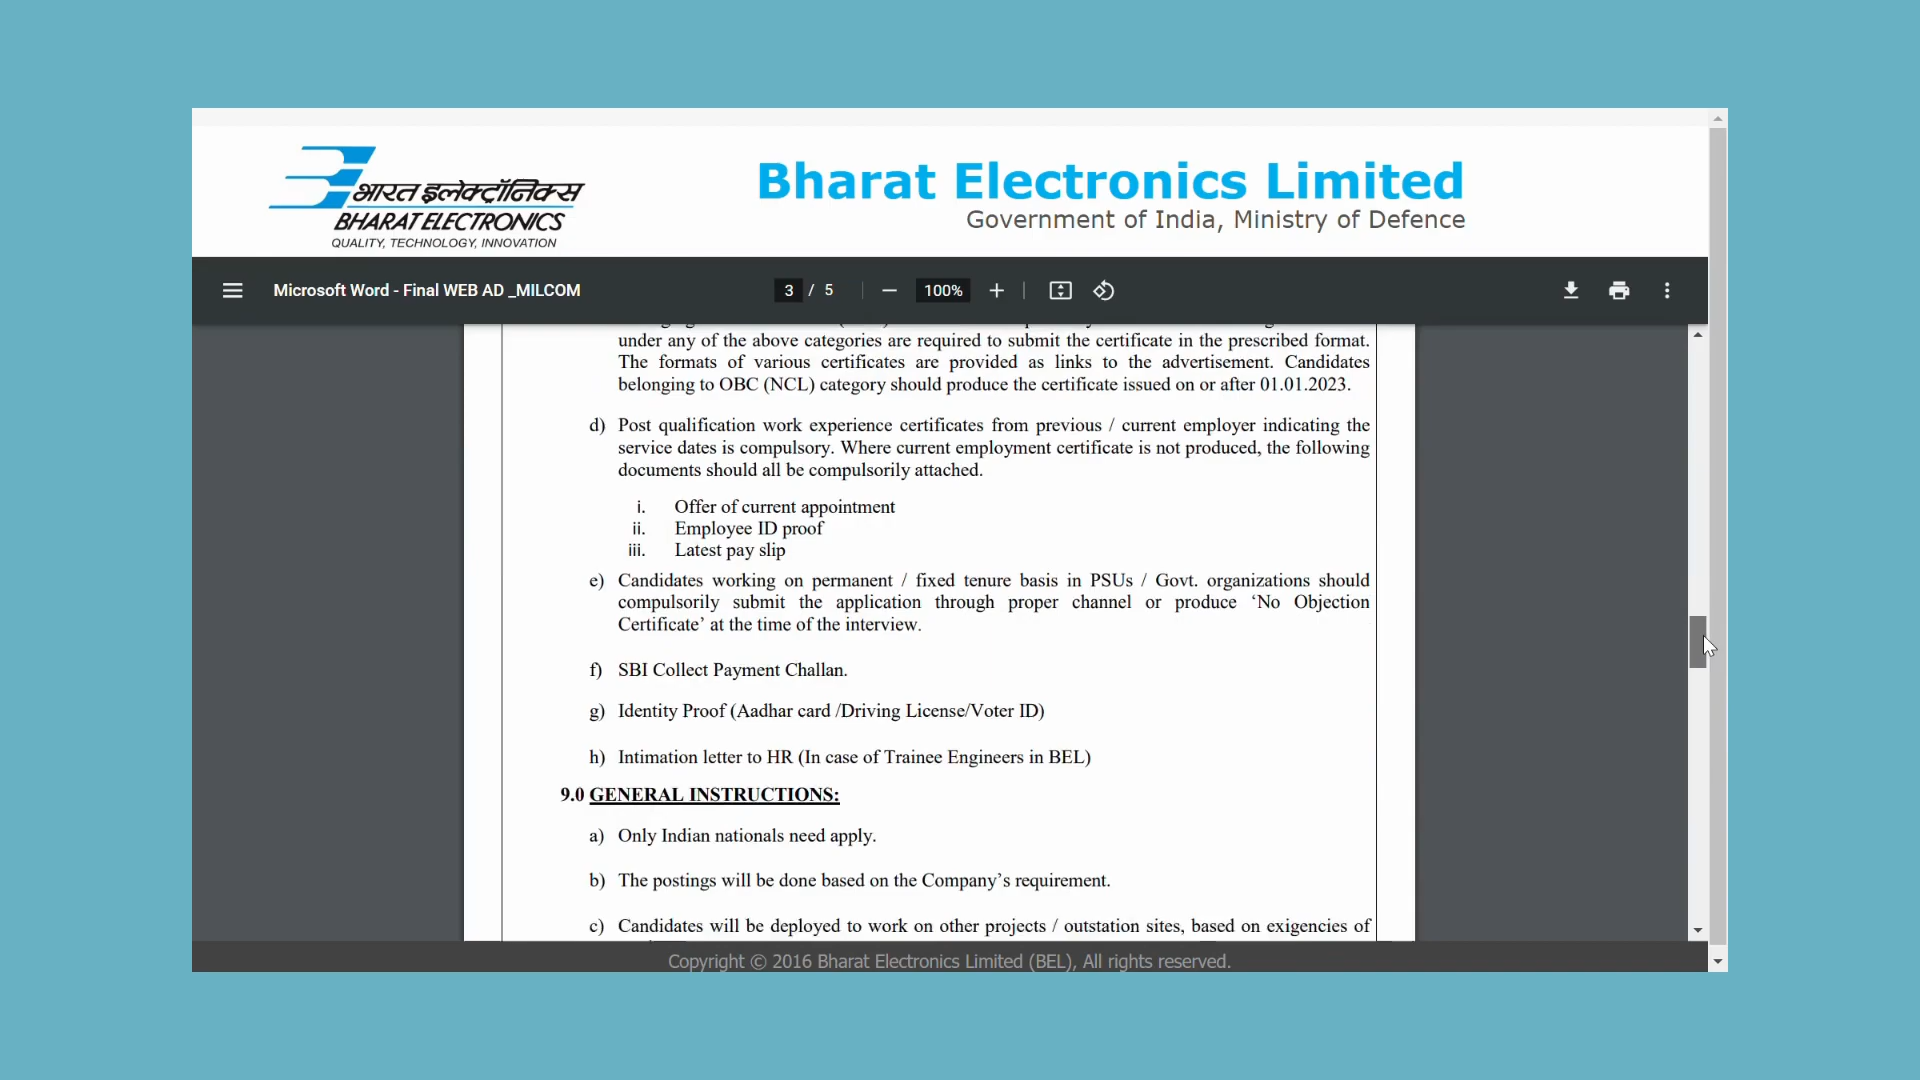 भारत इलेक्ट्रॉनिक्स
BHARAT ELECTRONICS
QUALITY, TECHNOLOGY, INNOVATION
Bharat Electronics Limited
Government of India, Ministry of Defence
Microsoft Word - Final WEB AD _MILCOM
3 / 5
100%
under any of the above categories are required to submit the certificate in the prescribed format.
The formats of various certificates are provided as links to the advertisement. Candidates
belonging to OBC (NCL) category should produce the certificate issued on or after 01.01.2023.
d) Post qualification work experience certificates from previous / current employer indicating the
service dates is compulsory. Where current employment certificate is not produced, the following
documents should all be compulsorily attached.
i. Offer of current appointment
ii. Employee ID proof
iii. Latest pay slip
e) Candidates working on permanent / fixed tenure basis in PSUs / Govt. organizations should
compulsorily submit the application through proper channel or produce ‘No Objection
Certificate’ at the time of the interview.
f) SBI Collect Payment Challan.
g) Identity Proof (Aadhar card /Driving License/Voter ID)
h) Intimation letter to HR (In case of Trainee Engineers in BEL)
9.0 GENERAL INSTRUCTIONS:
a) Only Indian nationals need apply.
b) The postings will be done based on the Company’s requirement.
c) Candidates will be deployed to work on other projects / outstation sites, based on exigencies of
Copyright © 2016 Bharat Electronics Limited (BEL), All rights reserved.